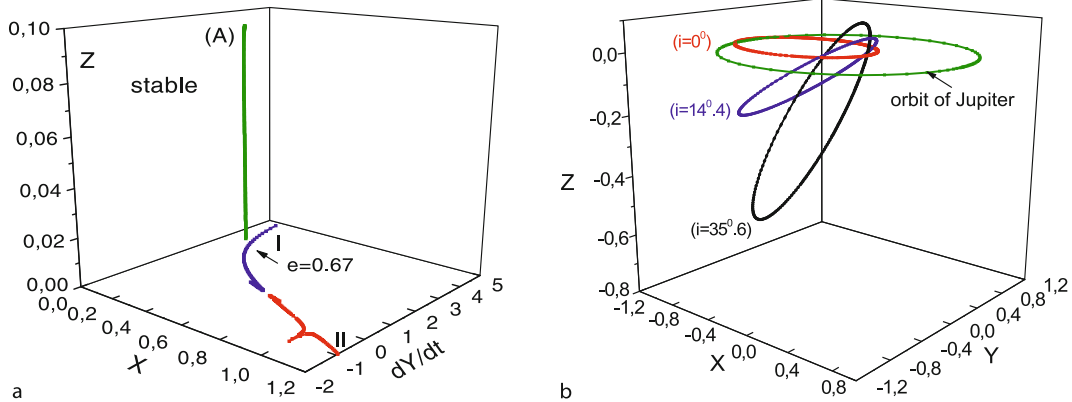 0,10
0,08
0,06
0,04
0,02
0,00
Z
(A)
stable
I
e=0.67
II
0,0
0,2
0,4
0,6
0,8
1,0
1,2
X
-2
-1
0
1
2
3
4
5
dY/dt
a
0,0
-0,2
-0,4
-0,6
-0,8
Z
(i=0⁰)
(i=14⁰.4)
(i=35⁰.6)
orbit of Jupiter
-1,2
-0,8
-0,4
0,0
0,4
0,8
X
-1,2
-0,8
-0,4
0,0
0,4
0,8
1,2
Y
b